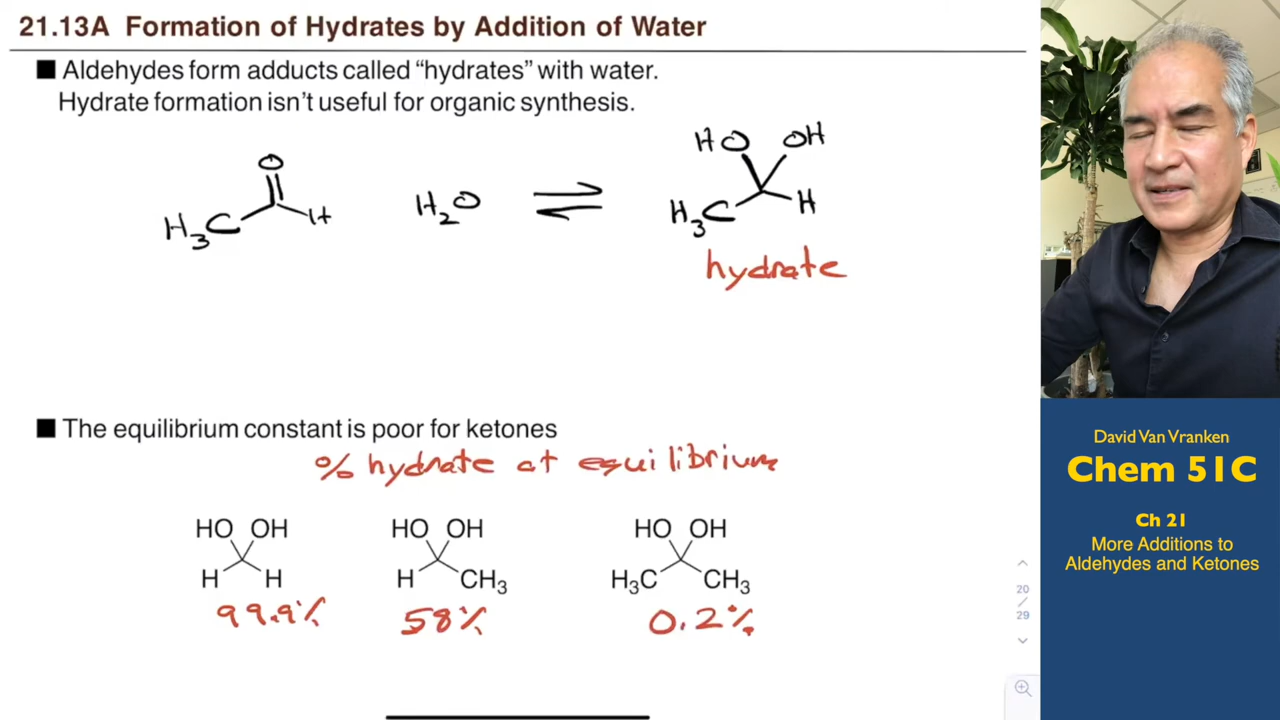 21.13A Formation of Hydrates by Addition of Water
■ Aldehydes form adducts called “hydrates” with water.
Hydrate formation isn’t useful for organic synthesis.
O
H₃C H
H₂O ⇌
HO OH
H₃C H
hydrate
■ The equilibrium constant is poor for ketones
% hydrate at equilibrium
HO OH
H H
99.9%
HO OH
H CH₃
58%
HO OH
H₃C CH₃
0.2%
David Van Vranken
Chem 51C
Ch 21
More Additions to
Aldehydes and Ketones
20
/
29